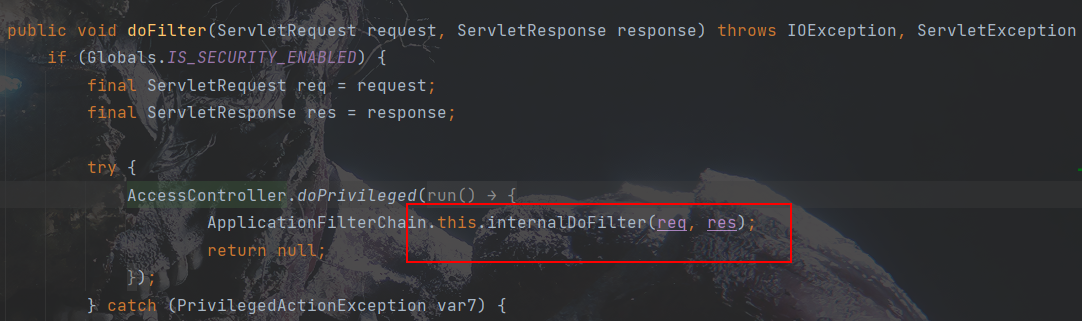 public void doFilter(ServletRequest request, ServletResponse response) throws IOException, ServletException
if (Globals.IS_SECURITY_ENABLED) {
final ServletRequest req = request;
final ServletResponse res = response;
try {
AccessController.doPrivileged(run() → {
ApplicationFilterChain.this.internalDoFilter(req, res);
return null;
});
} catch (PrivilegedActionException var7) {